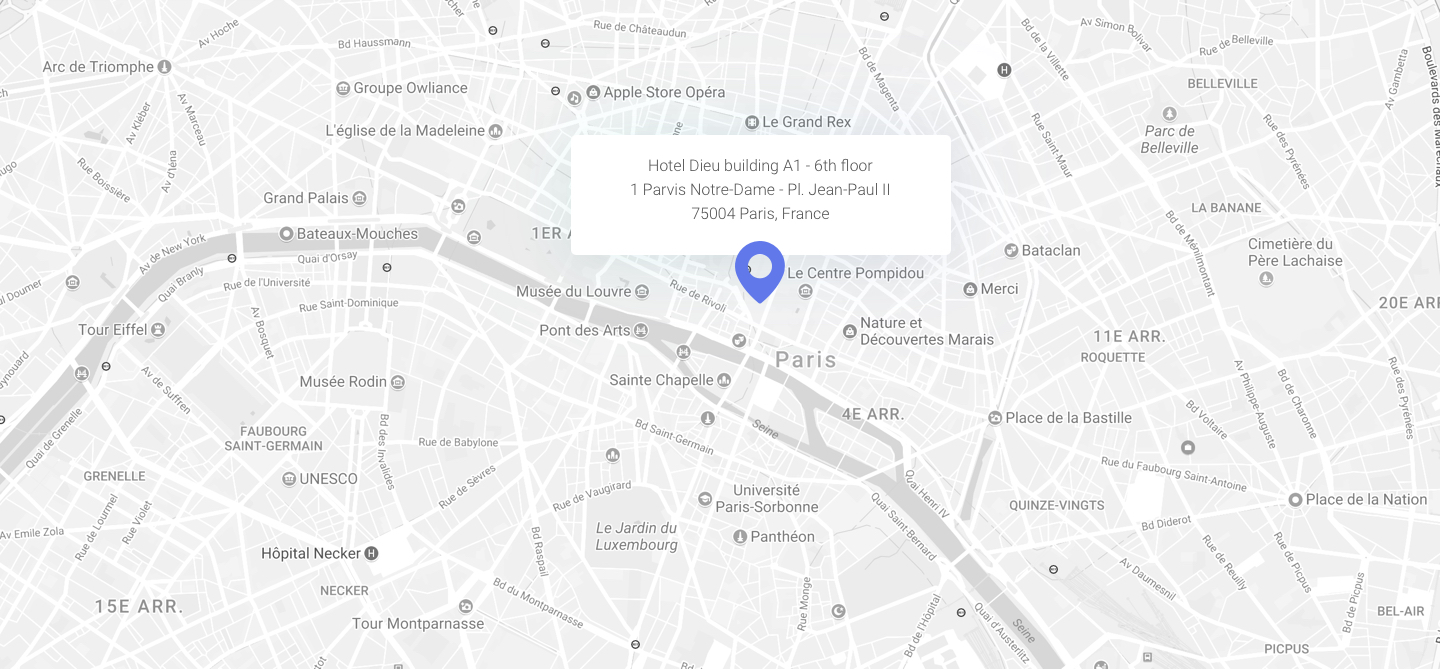 Av Hoche
Bd Haussmann
Rue de Châteaudun
Bd de la Villette
Av Simon Bolivar
Rue de Belleville
Boulevards des Maréchaux
Arc de Triomphe
Bd de Magenta
Av Gambetta
BELLEVILLE
Groupe Owliance
Apple Store Opéra
Av Kléber
Av Marceau
L'église de la Madeleine
Le Grand Rex
Parc de
Belleville
Rue Saint-Maur
Rue des Pyrénées
Rue Boissière
Av d'Iéna
Hotel Dieu building A1 - 6th floor
1 Parvis Notre-Dame - Pl. Jean-Paul II
75004 Paris, France
Grand Palais
LA BANANE
Bd de Ménilmontant
Bateaux-Mouches
1ER A
Av de New York
Quai d'Orsay
Quai Branly
Bataclan
Cimetière du
Père Lachaise
Le Centre Pompidou
Rue de l'Université
ul Doumer
Musée du Louvre
Rue de Rivoli
Merci
Rue Saint-Dominique
20E ARR
Tour Eiffel
Av Bosquet
Pont des Arts
Nature et
Découvertes Marais
11E ARR.
ROQUETTE
Paris
Musée Rodin
Sainte Chapelle
Av de Suffren
Av Philippe-Auguste
Bd de Charonne
Rue des Pyrénées
4E ARR.
Place de la Bastille
Bd Voltaire
Quai de Grenelle
FAUBOURG
SAINT-GERMAIN
Bd des Invalides
Rue de Babylone
Bd Saint-Germain
Seine
Rue du Faubourg Saint-Antoine
GRENELLE
UNESCO
Rue de Sèvres
Rue de Vaugirard
Université
Paris-Sorbonne
Quai Henri IV
Quai Saint-Bernard
QUINZE-VINGTS
Place de la Nation
Rue de Lourmel
Rue Violet
Av Emile Zola
Le Jardin du
Luxembourg
Panthéon
Bd Diderot
Hôpital Necker
Bd Raspail
Rue de Reuilly
Rue de Picpus
Av Daumesnil
NECKER
Bd du Montparnasse
Rue Monge
Bd de l'Hôpital
Quai d'Austerlitz
Seine
Bd de Picpus
15E ARR.
Tour Montparnasse
BEL-AIR
PICPUS